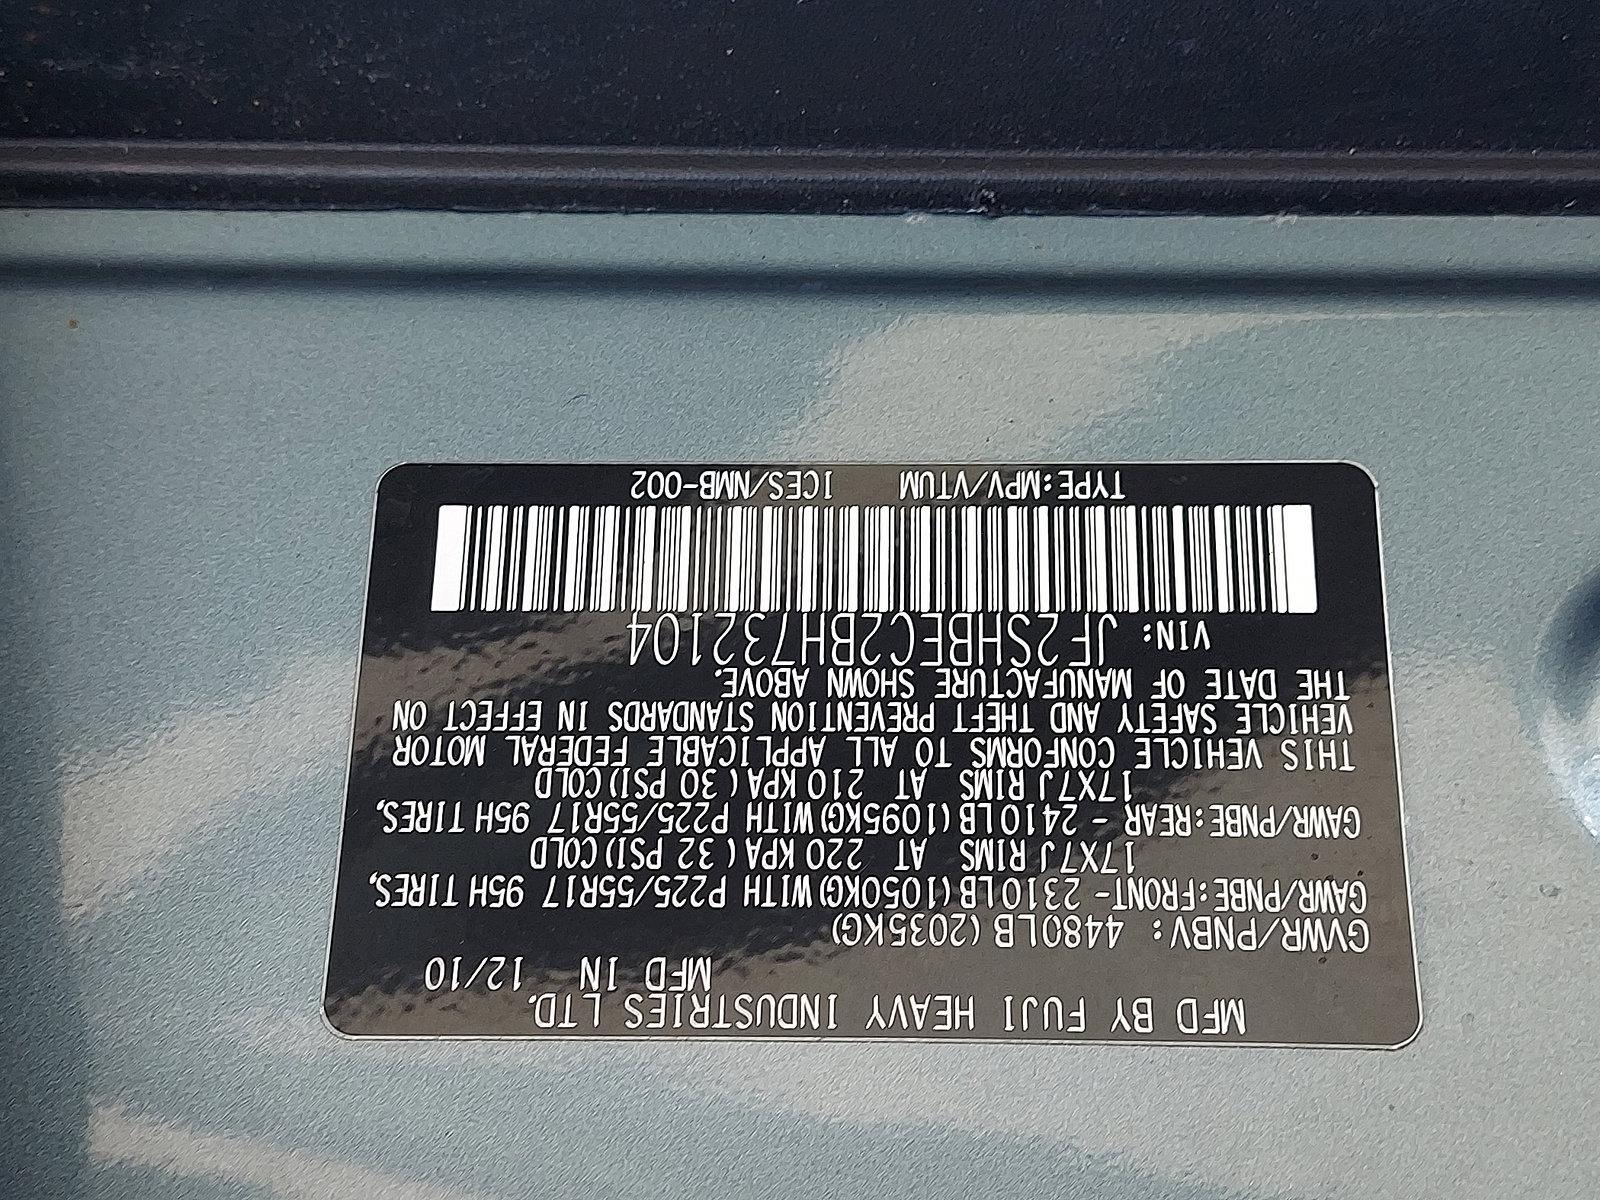 MFD BY FUJI HEAVY INDUSTRIES LTD.
MFD IN 12/10
GVWR/PNBV: 4480LB (2035KG)
GAWR/PNBE:FRONT- 2310LB (1050KG) WITH P225/55R17 95H TIRES,
17X7J RIMS AT 220 KPA ( 32 PSI) COLD
GAWR/PNBE:REAR - 2410LB (1095KG) WITH P225/55R17 95H TIRES,
17X7J RIMS AT 210 KPA ( 30 PSI) COLD
THIS VEHICLE CONFORMS TO ALL APPLICABLE FEDERAL MOTOR
VEHICLE SAFETY AND THEFT PREVENTION STANDARDS IN EFFECT ON
THE DATE OF MANUFACTURE SHOWN ABOVE.
VIN: JF2SHBEC2BH732104
TYPE:MPV/VTUM ICES/NMB-002